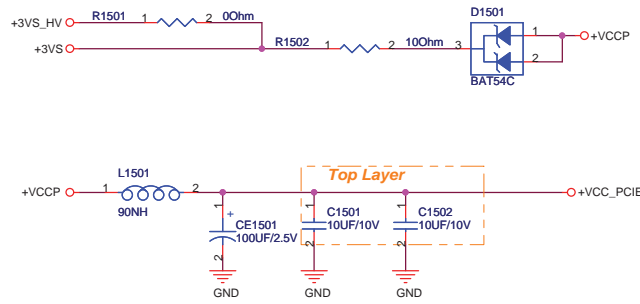 +3VS_HV R1501 1 2 0Ohm
D1501
+3VS R1502 1 2 10Ohm 3 1 +VCCP
2
BAT54C
Top Layer
L1501
+VCCP 1 2 +VCC_PCIE
90NH
1 + 1 1
CE1501 C1501 C1502
100UF/2.5V 10UF/10V 10UF/10V
2 2 2
GND GND GND